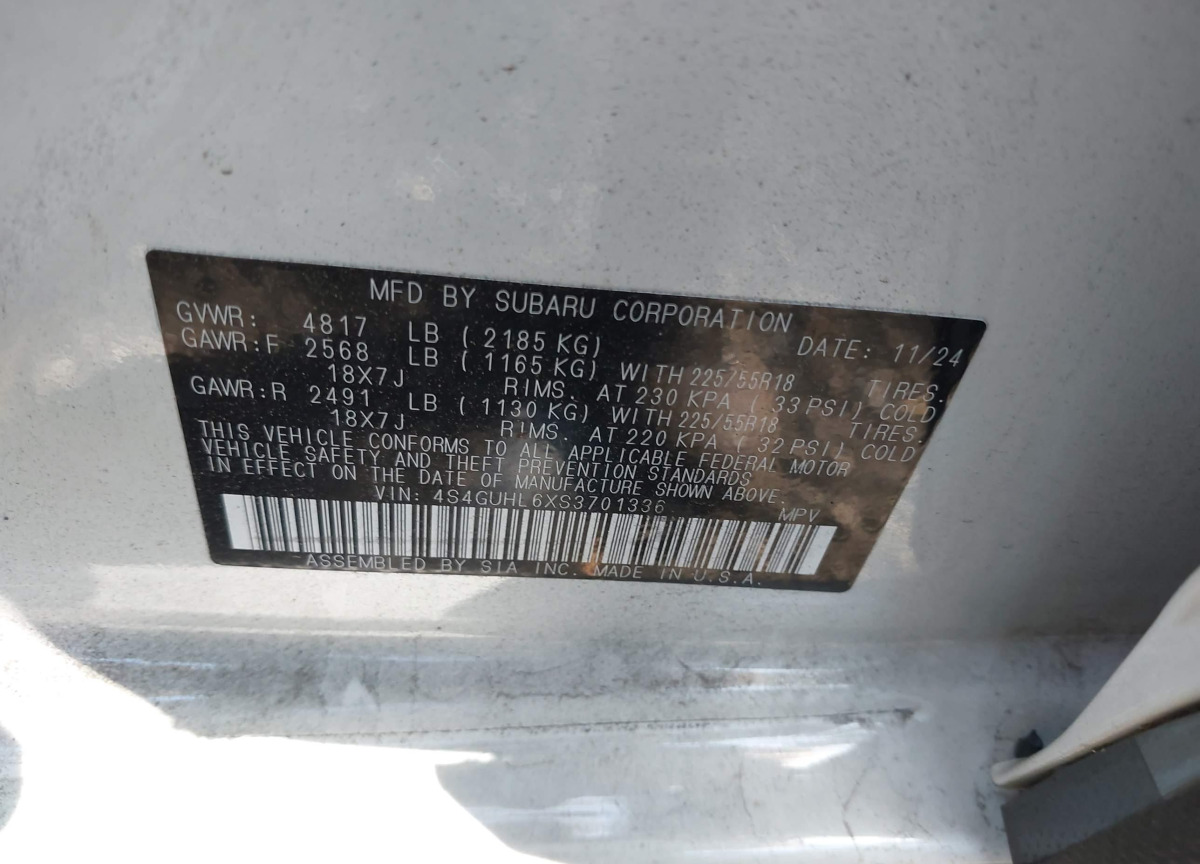 MFD BY SUBARU CORPORATION
GVWR: 4817 LB ( 2185 KG) DATE: 11/24
GAWR:F 2568 LB ( 1165 KG) WITH 225/55R18 TIRES.
18X7J RIMS. AT 230 KPA ( 33 PSI) COLD
GAWR:R 2491 LB ( 1130 KG) WITH 225/55R18 TIRES.
18X7J RIMS. AT 220 KPA ( 32 PSI) COLD
THIS VEHICLE CONFORMS TO ALL APPLICABLE FEDERAL MOTOR
VEHICLE SAFETY AND THEFT PREVENTION STANDARDS
IN EFFECT ON THE DATE OF MANUFACTURE SHOWN ABOVE.
VIN: 4S4GUHL6XS3701336 MPV
ASSEMBLED BY SIA INC. MADE IN U.S.A.